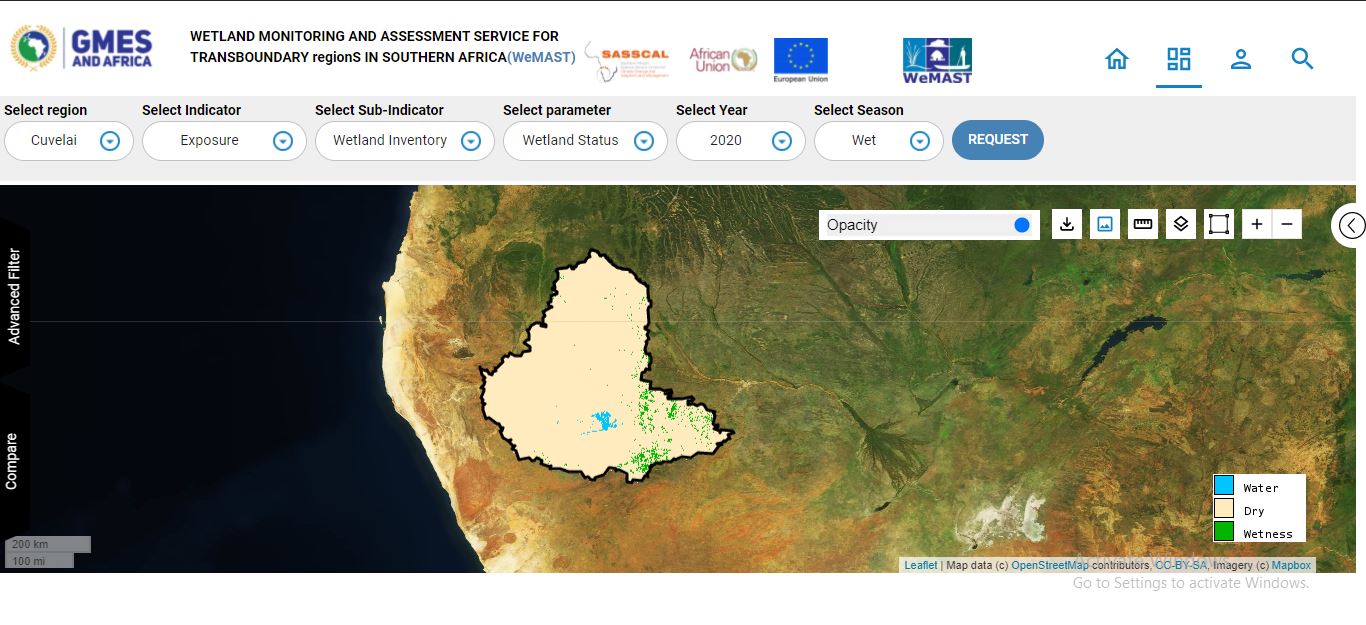 GMES
AND AFRICA
WETLAND MONITORING AND ASSESSMENT SERVICE FOR
TRANSBOUNDARY regionS IN SOUTHERN AFRICA(WeMAST)
SASSCAL
African
Union
European Union
WeMAST
Select region
Select Indicator
Select Sub-Indicator
Select parameter
Select Year
Select Season
Cuvelai
Exposure
Wetland Inventory
Wetland Status
2020
Wet
REQUEST
Opacity
Advanced Filter
Compare
Water
Dry
Wetness
200 km
100 mi
Leaflet | Map data (c) OpenStreetMap contributors, CC-BY-SA, Imagery (c) Mapbox
Activate Windows
Go to Settings to activate Windows.